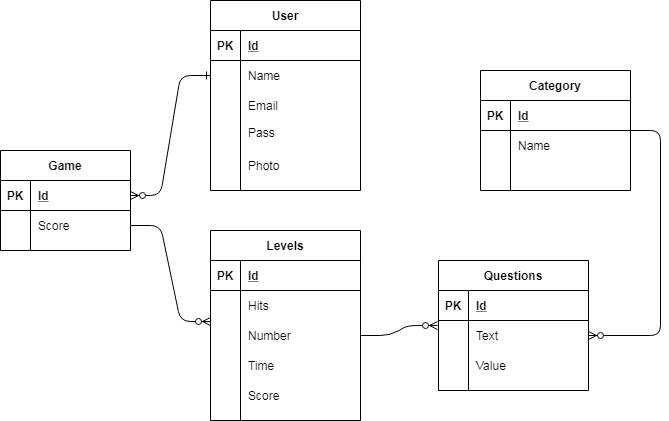 User
PK Id
Name
Email
Pass
Photo
Category
PK Id
Name
Game
PK Id
Score
Levels
PK Id
Hits
Number
Time
Score
Questions
PK Id
Text
Value